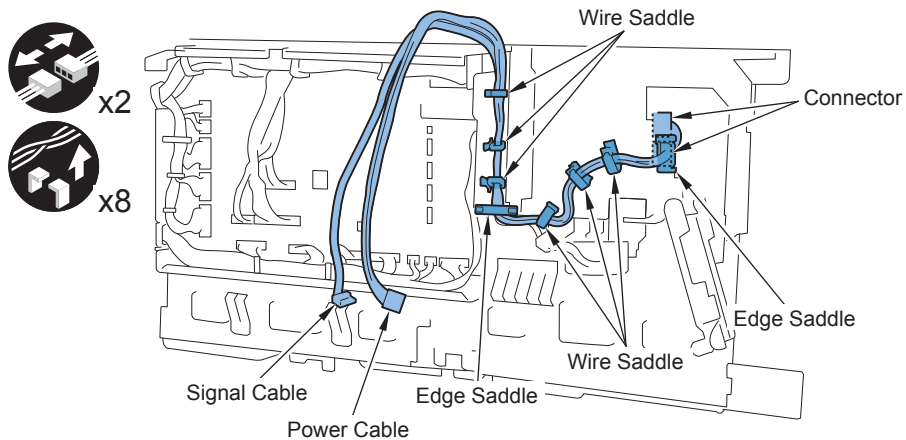 Wire Saddle
x2
Connector
x8
Edge Saddle
Wire Saddle
Signal Cable
Edge Saddle
Power Cable